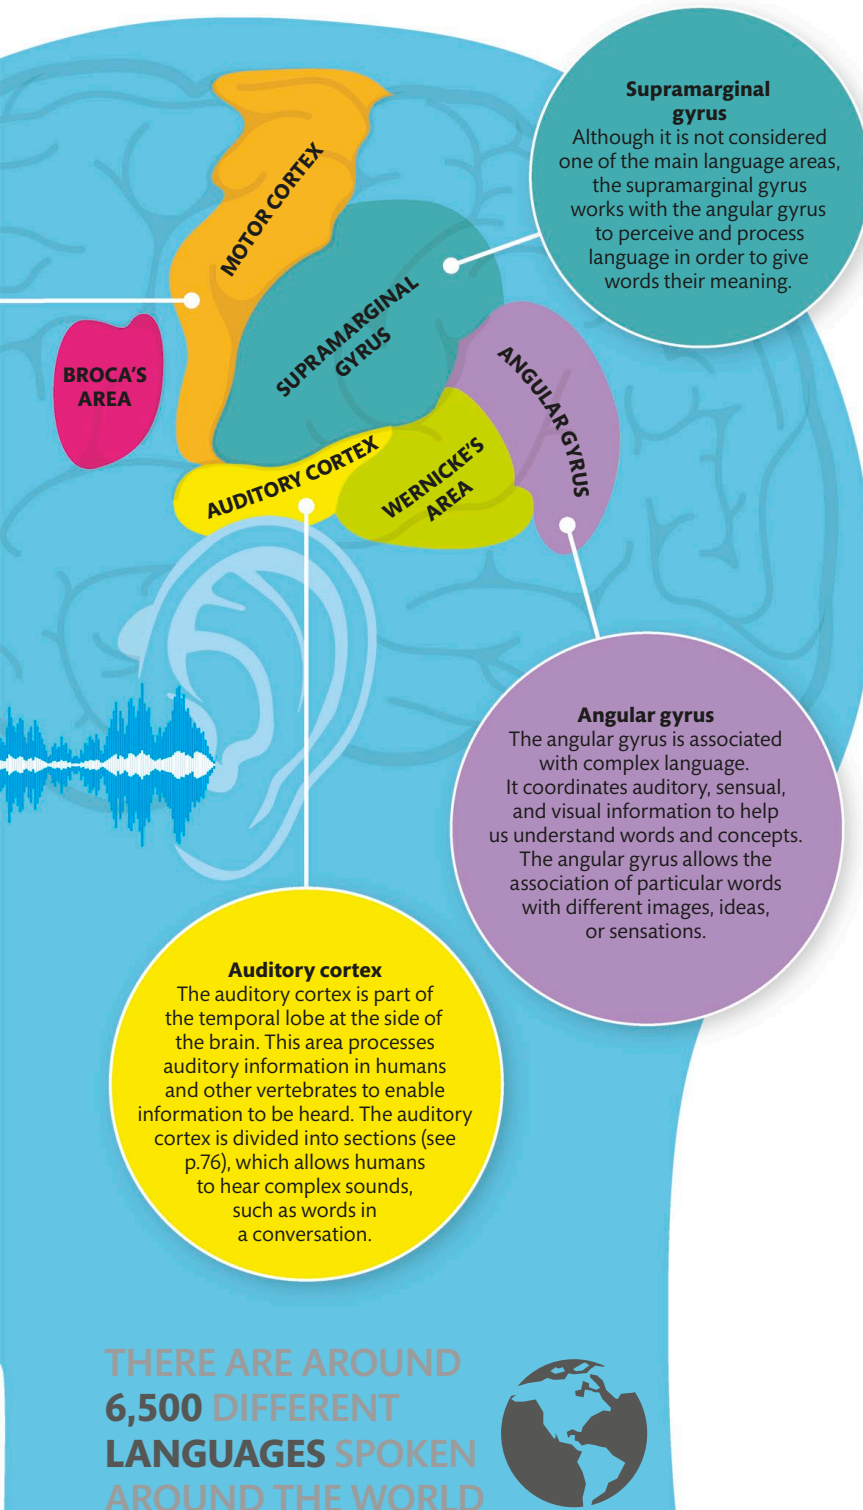 Supramarginal
gyrus
Although it is not considered
one of the main language areas,
the supramarginal gyrus
works with the angular gyrus
to perceive and process
language in order to give
words their meaning.
MOTOR CORTEX
SUPRAMARGINAL
GYRUS
BROCA'S
AREA
ANGULAR GYRUS
AUDITORY CORTEX
WERNICKE'S
AREA
Angular gyrus
The angular gyrus is associated
with complex language.
It coordinates auditory, sensual,
and visual information to help
us understand words and concepts.
The angular gyrus allows the
association of particular words
with different images, ideas,
or sensations.
Auditory cortex
The auditory cortex is part of
the temporal lobe at the side of
the brain. This area processes
auditory information in humans
and other vertebrates to enable
information to be heard. The auditory
cortex is divided into sections (see
p.76), which allows humans
to hear complex sounds,
such as words in
a conversation.
THERE ARE AROUND
6,500 DIFFERENT
LANGUAGES SPOKEN
AROUND THE WORLD